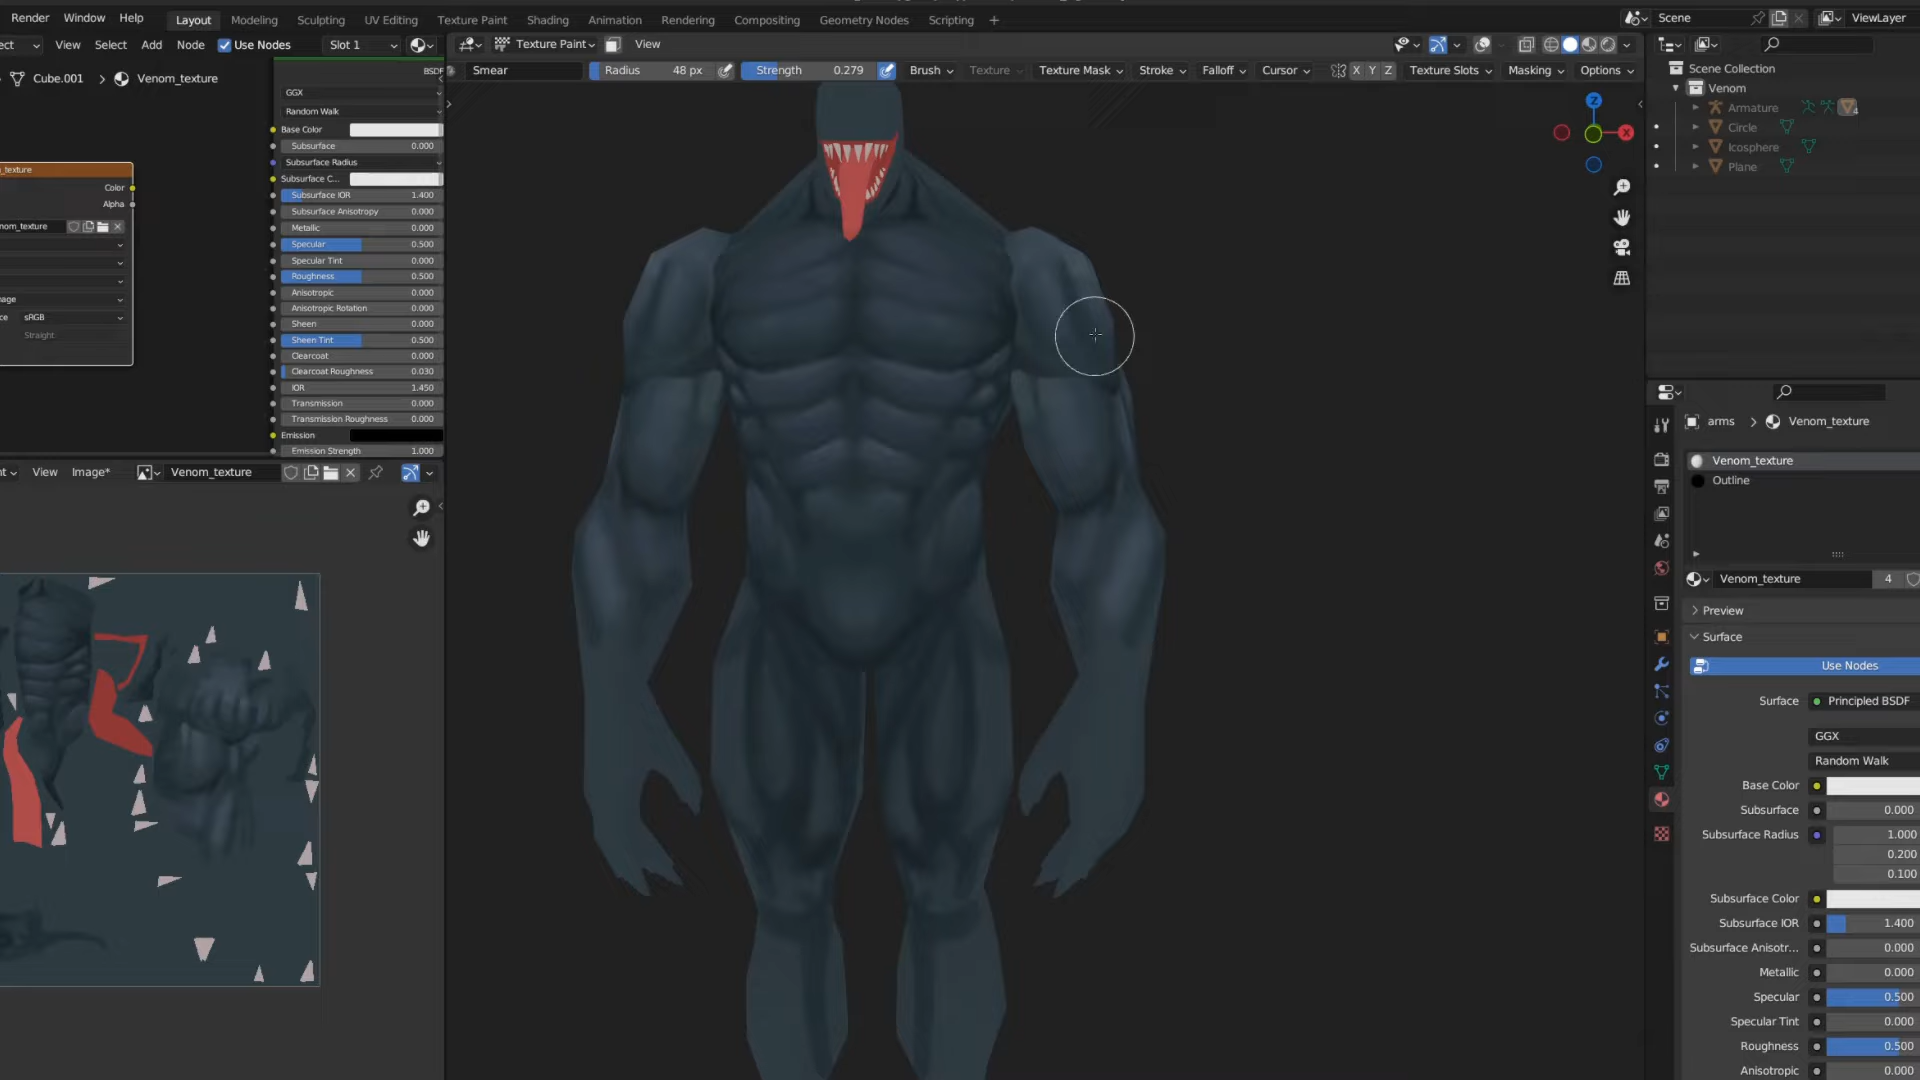 Render Window Help Layout Modeling Sculpting UV Editing Texture Paint Shading Animation Rendering Compositing Geometry Nodes Scripting + Scene ViewLayer
View Select Add Node Use Nodes Slot 1
Texture Paint View
Cube.001 > Venom_texture
Smear Radius 48 px Strength 0.279 Brush Texture Texture Mask Stroke Falloff Cursor X Y Z Texture Slots Masking Options
BSDF
GGX
Random Walk
Base Color
Subsurface 0.000
Subsurface Radius
Subsurface C...
Subsurface IOR 1.400
Subsurface Anisotropy 0.000
Metallic 0.000
Specular 0.500
Specular Tint 0.000
Roughness 0.500
Anisotropic 0.000
Anisotropic Rotation 0.000
Sheen 0.000
Sheen Tint 0.500
Clearcoat 0.000
Clearcoat Roughness 0.030
IOR 1.450
Transmission 0.000
Transmission Roughness 0.000
Emission
Emission Strength 1.000
_texture
Color
Alpha
nom_texture
sRGB
Straight
View Image* Venom_texture
Z
X
Scene Collection
Venom
Armature 4
Circle
Icosphere
Plane
arms > Venom_texture
Venom_texture
Outline
Venom_texture 4
Preview
Surface
Use Nodes
Surface Principled BSDF
GGX
Random Walk
Base Color
Subsurface 0.000
Subsurface Radius 1.000
0.200
0.100
Subsurface Color
Subsurface IOR 1.400
Subsurface Anisotr... 0.000
Metallic 0.000
Specular 0.500
Specular Tint 0.000
Roughness 0.500
Anisotropic 0.000